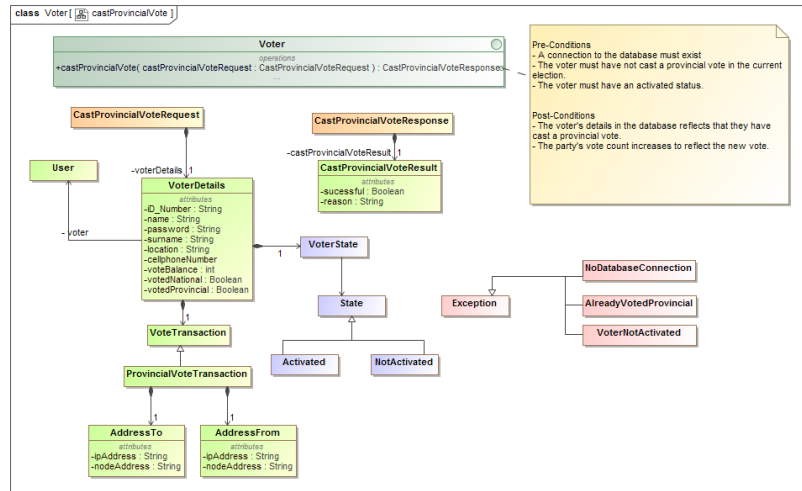 class Voter[ castProvincialVote ]
Voter
operations
+castProvincialVote( castProvincialVoteRequest : CastProvincialVoteRequest ) : CastProvincialVoteResponse
...
Pre-Conditions
- A connection to the database must exist
- The voter must have not cast a provincial vote in the current
election.
- The voter must have an activated status.
Post-Conditions
- The voter's details in the database reflects that they have
cast a provincial vote.
- The party's vote count increases to reflect the new vote.
CastProvincialVoteRequest
CastProvincialVoteResponse
1
-voterDetails
1
-castProvincialVoteResult
User
CastProvincialVoteResult
attributes
-sucessful : Boolean
-reason : String
VoterDetails
attributes
-iD_Number : String
-name : String
-password : String
-surname : String
-location : String
-cellphoneNumber
-voteBalance : int
-votedNational : Boolean
-votedProvincial : Boolean
- voter
1
VoterState
State
Activated
NotActivated
NoDatabaseConnection
Exception
AlreadyVotedProvincial
VoterNotActivated
1
VoteTransaction
ProvincialVoteTransaction
1
1
AddressTo
attributes
-ipAddress : String
-nodeAddress : String
AddressFrom
attributes
-ipAddress : String
-nodeAddress : String